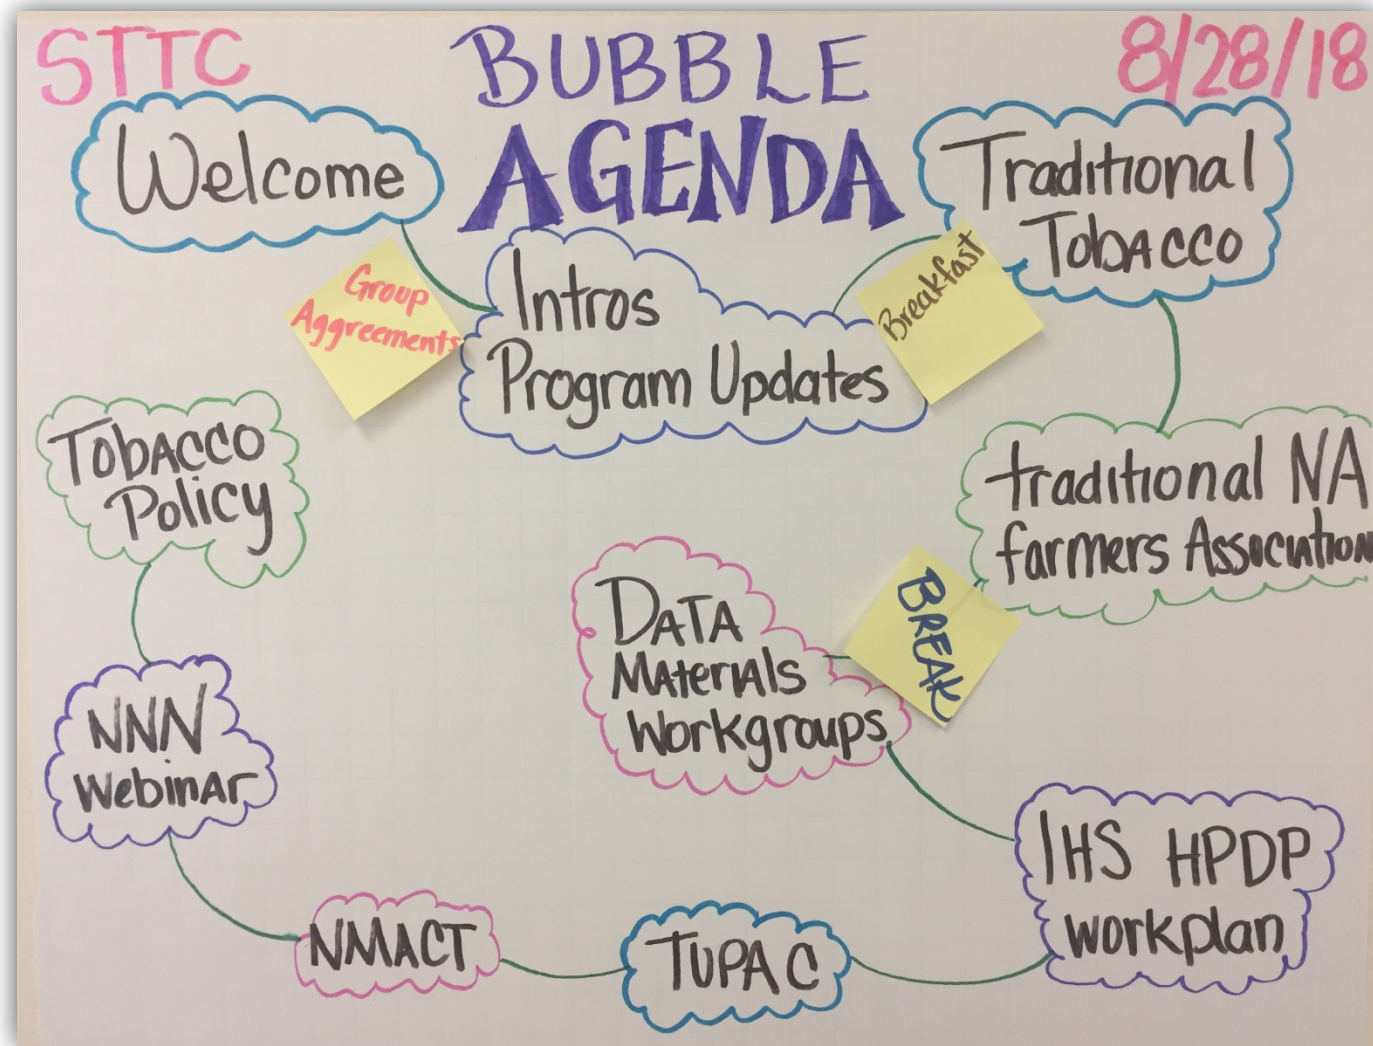 STTC
BUBBLE
AGENDA
8/28/18
Welcome
Group
Aggreements
Intros
Program Updates
Breakfast
Traditional
Tobacco
traditional NA
farmers Association
BREAK
DATA
Materials
Workgroups
IHS HPDP
workplan
TUPAC
NMACT
NNN
Webinar
Tobacco
Policy